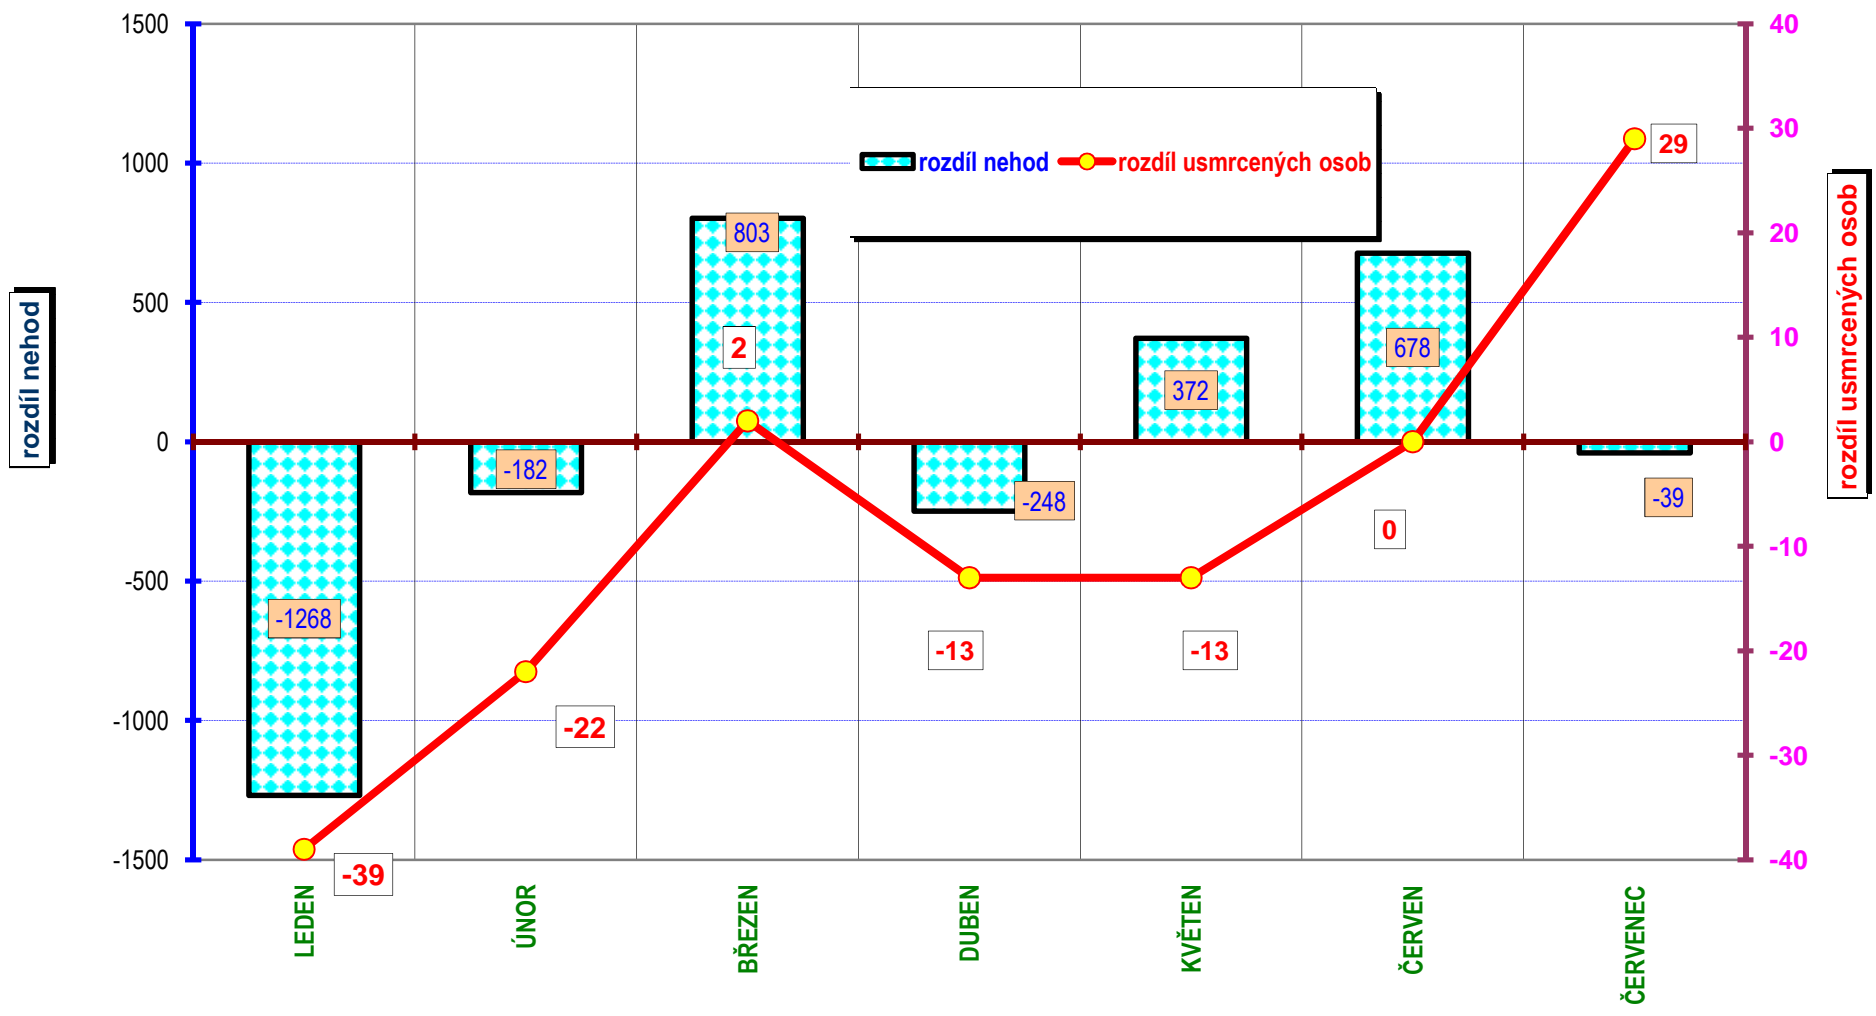 1500
1000
500
0
-500
-1000
-1500
rozdíl nehod
rozdíl nehod
rozdíl usmrcených osob
40
30
20
10
0
-10
-20
-30
-40
rozdíl usmrcených osob
-1268
-182
803
-248
372
678
-39
-39
-22
2
-13
-13
0
29
LEDEN
ÚNOR
BŘEZEN
DUBEN
KVĚTEN
ČERVEN
ČERVENEC